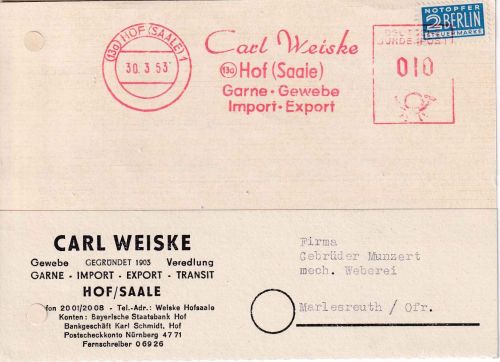 (13a) HOF (SAALE) 1
30. 3. 53
Carl Weiske
(13a) Hof (Saale)
Garne · Gewebe
Import · Export
010
NOTOPFER
2 BERLIN
STEUERMARKE
CARL WEISKE
Gewebe GEGRÜNDET 1903 Veredlung
GARNE · IMPORT · EXPORT · TRANSIT
HOF/SAALE
fon 2001/2008 · Tel.-Adr.: Weiske Hofsaale
Konten: Bayerische Staatsbank Hof
Bankgeschäft Karl Schmidt, Hof
Postscheckkonto Nürnberg 4771
Fernschreiber 06926
Firma
Gebrüder Munzert
mech. Weberei
Marlesreuth / Ofr.